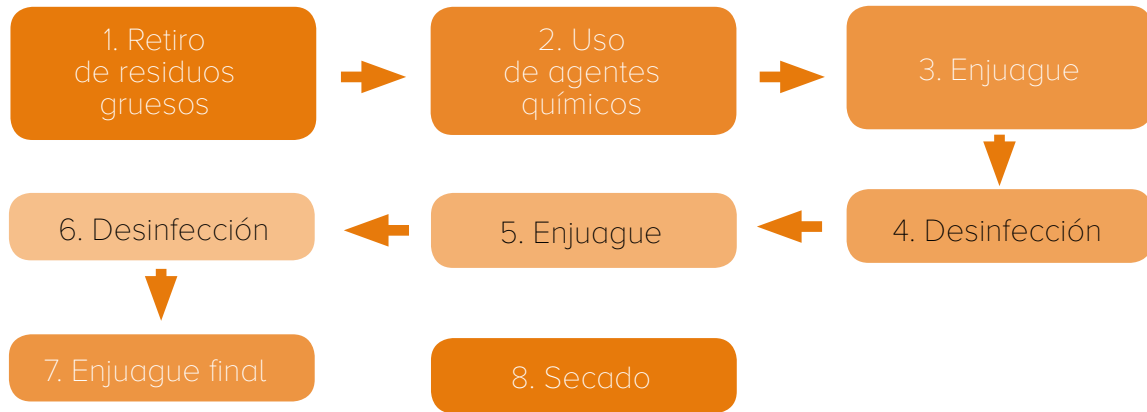 1. Retiro
de residuos
gruesos
2. Uso
de agentes
químicos
3. Enjuague
4. Desinfección
5. Enjuague
6. Desinfección
7. Enjuague final
8. Secado